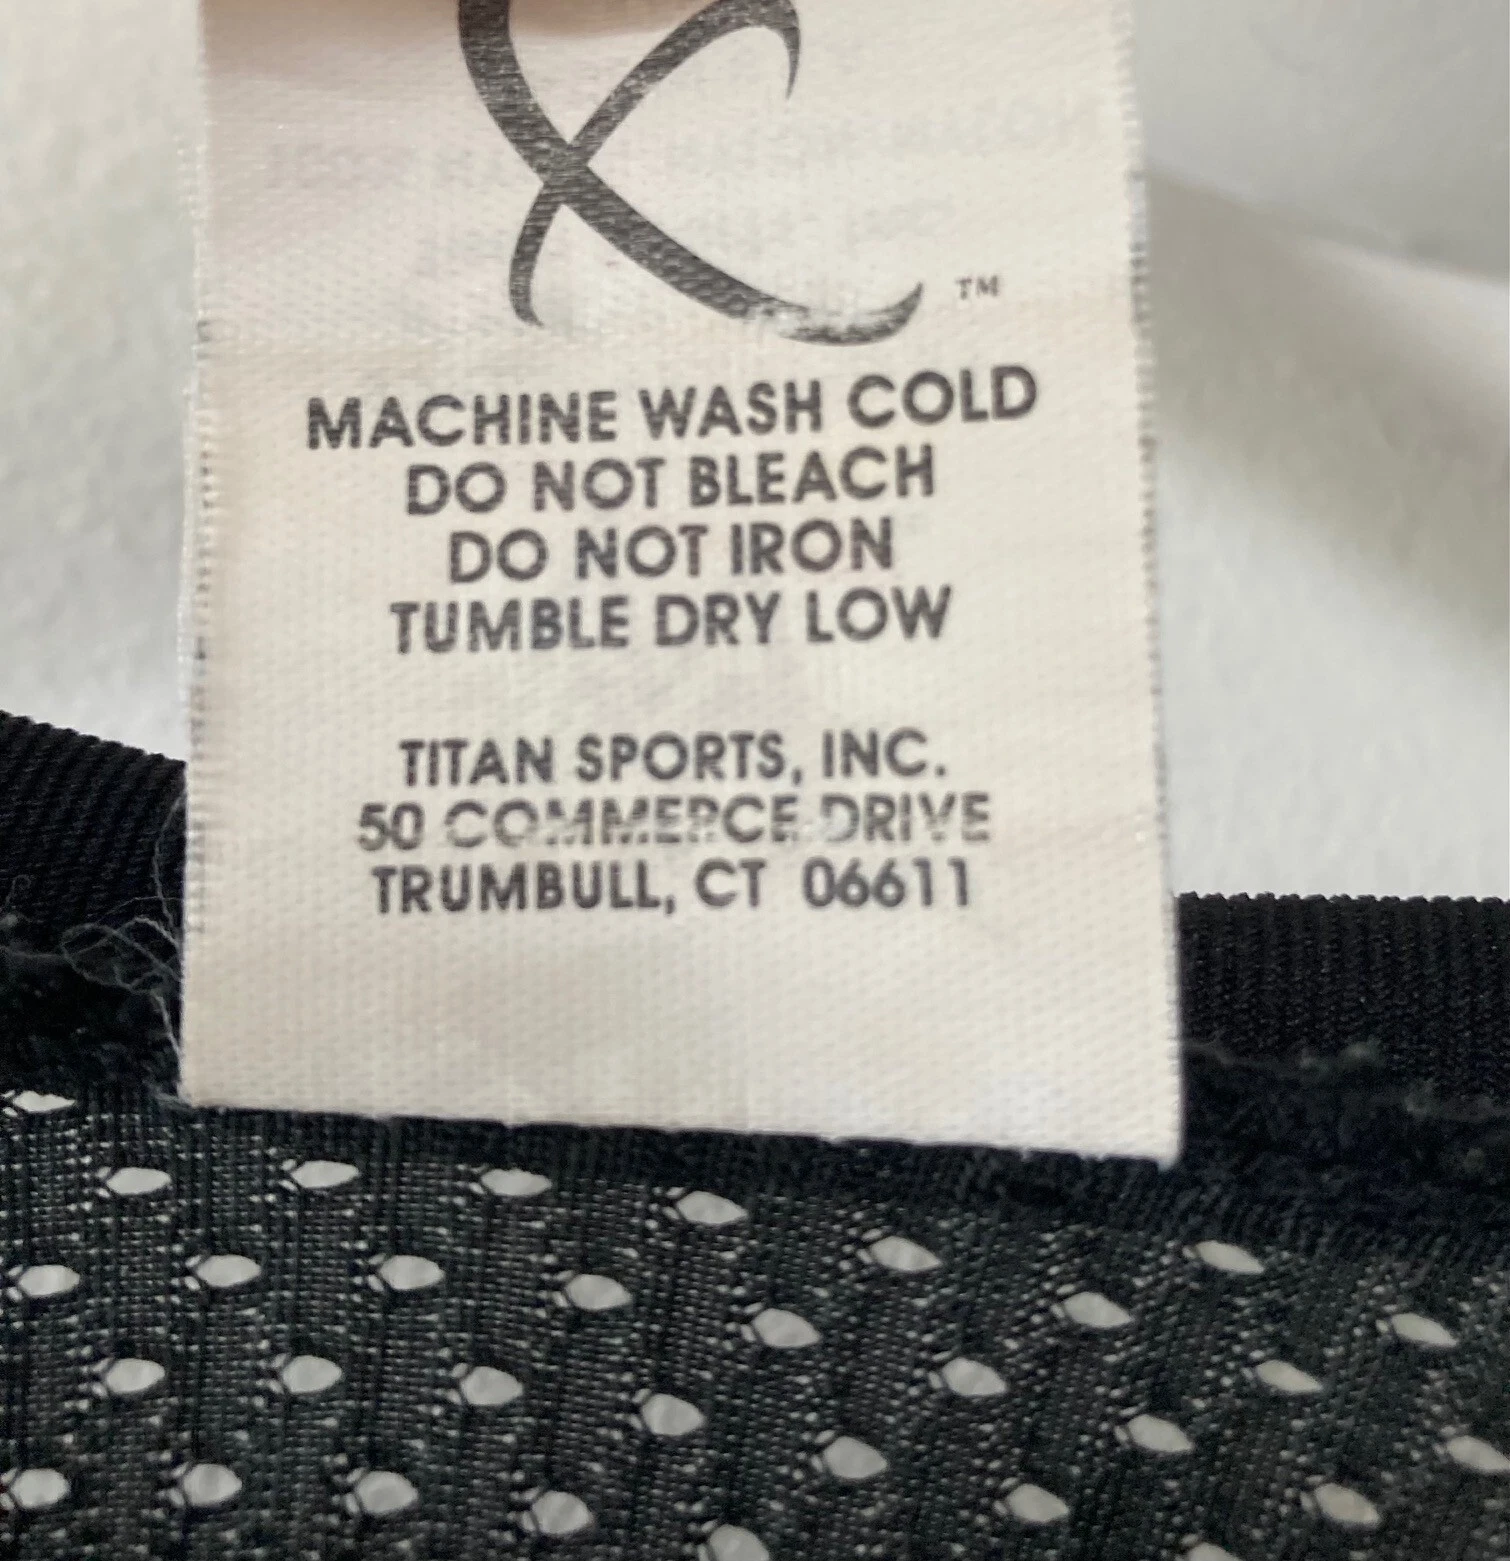 TM
MACHINE WASH COLD
DO NOT BLEACH
DO NOT IRON
TUMBLE DRY LOW
TITAN SPORTS, INC.
50 COMMERCE DRIVE
TRUMBULL, CT 06611